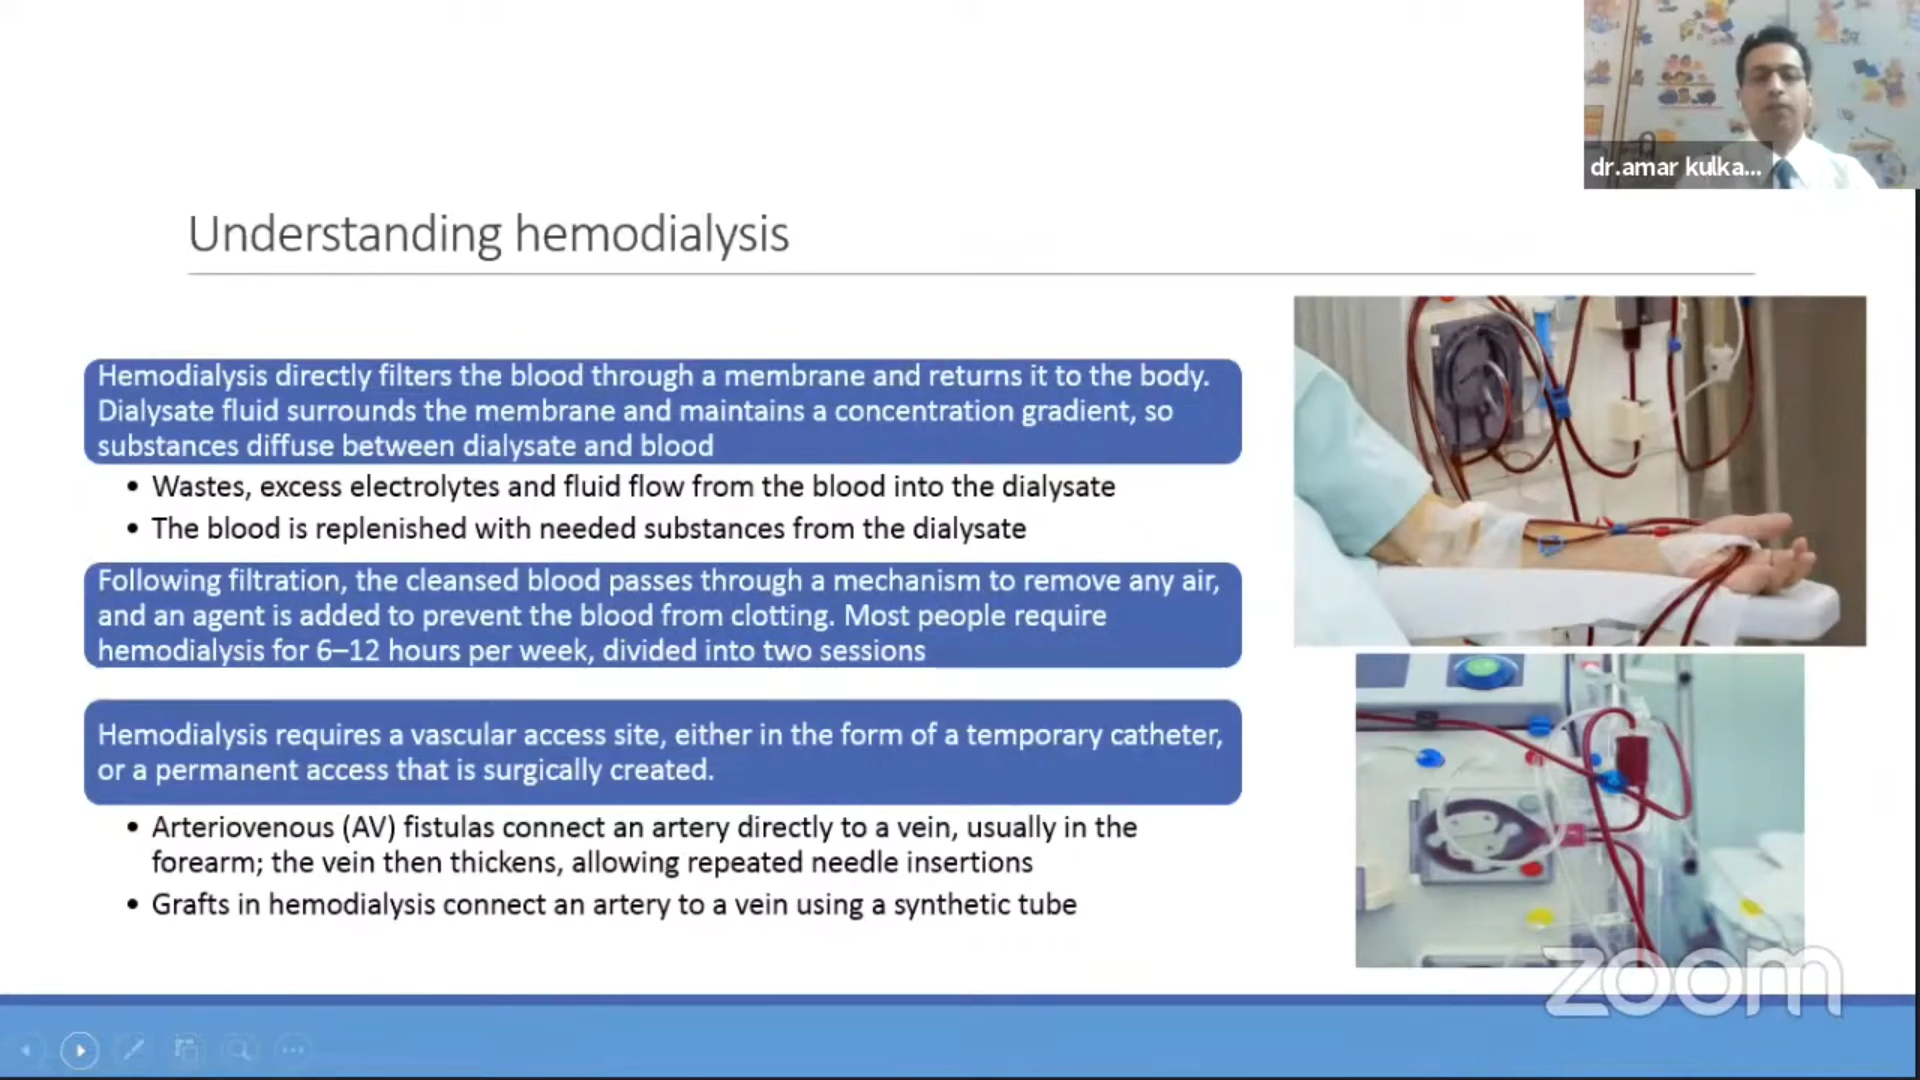 dr.amar kulka...
Understanding hemodialysis
Hemodialysis directly filters the blood through a membrane and returns it to the body.
Dialysate fluid surrounds the membrane and maintains a concentration gradient, so
substances diffuse between dialysate and blood
• Wastes, excess electrolytes and fluid flow from the blood into the dialysate
• The blood is replenished with needed substances from the dialysate
Following filtration, the cleansed blood passes through a mechanism to remove any air,
and an agent is added to prevent the blood from clotting. Most people require
hemodialysis for 6–12 hours per week, divided into two sessions
Hemodialysis requires a vascular access site, either in the form of a temporary catheter,
or a permanent access that is surgically created.
• Arteriovenous (AV) fistulas connect an artery directly to a vein, usually in the
forearm; the vein then thickens, allowing repeated needle insertions
• Grafts in hemodialysis connect an artery to a vein using a synthetic tube
zoom